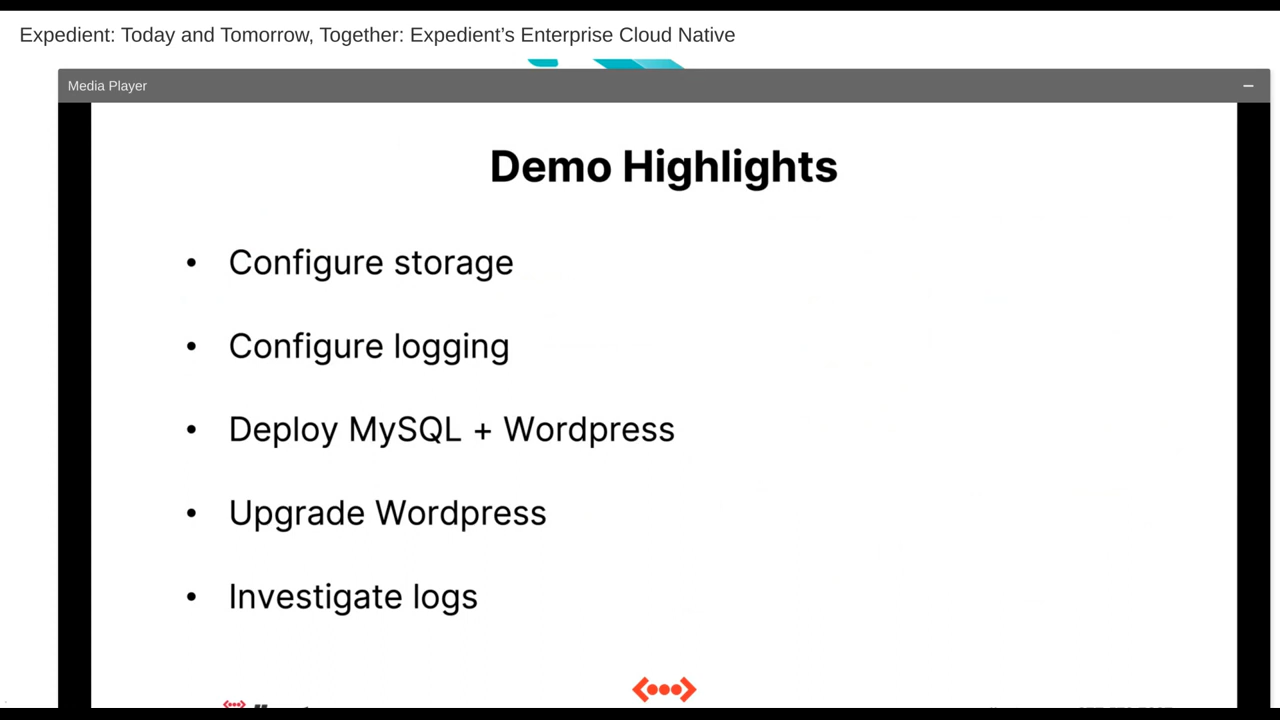 Expedient: Today and Tomorrow, Together: Expedient’s Enterprise Cloud Native
Media Player
Demo Highlights
• Configure storage
• Configure logging
• Deploy MySQL + Wordpress
• Upgrade Wordpress
• Investigate logs